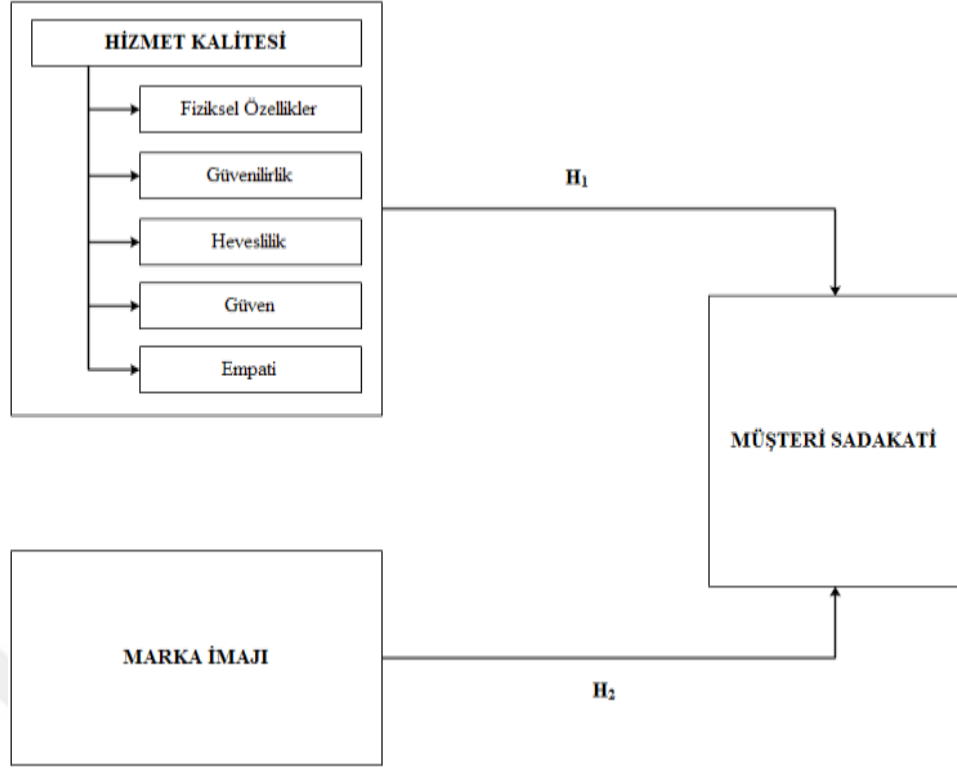 HİZMET KALİTESİ
Fiziksel Özellikler
Güvenilirlik
Heveslilik
Güven
Empati
H₁
MÜŞTERİ SADAKATİ
MARKA İMAJI
H₂